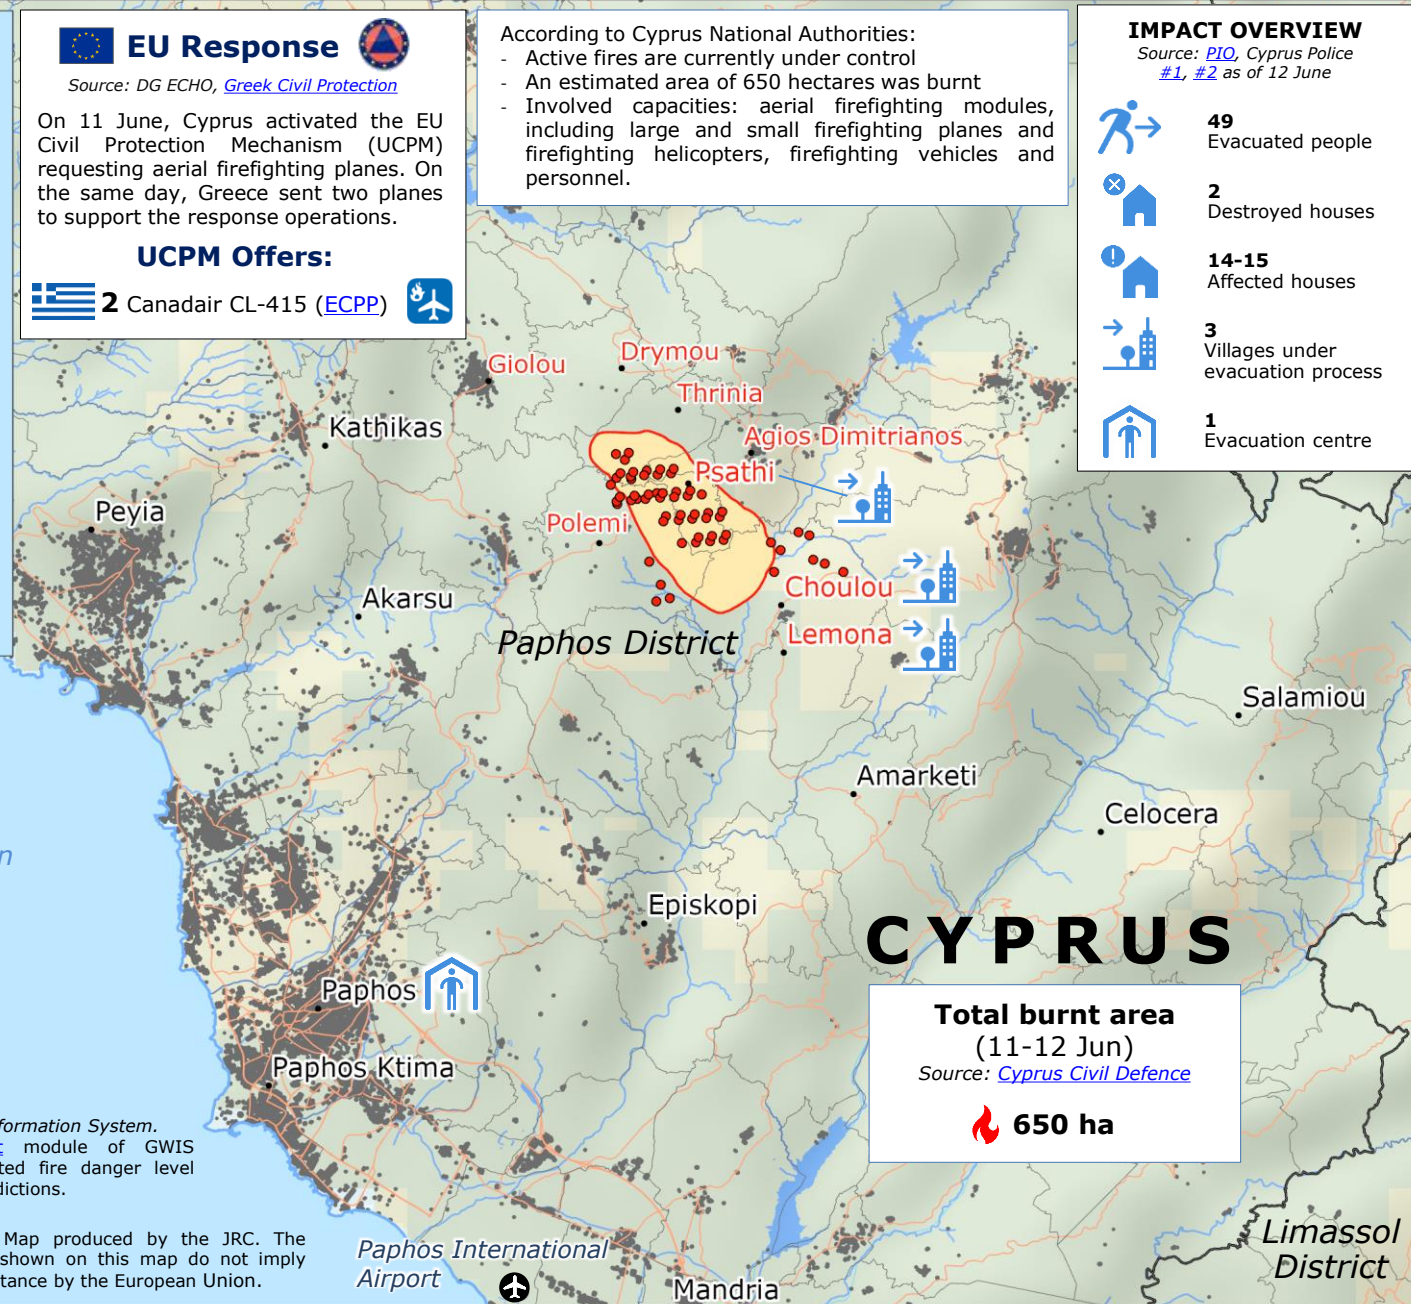 EU Response
Source: DG ECHO, Greek Civil Protection
On 11 June, Cyprus activated the EU
Civil Protection Mechanism (UCPM)
requesting aerial firefighting planes. On
the same day, Greece sent two planes
to support the response operations.
UCPM Offers:
2 Canadair CL-415 (ECPP)
According to Cyprus National Authorities:
- Active fires are currently under control
- An estimated area of 650 hectares was burnt
- Involved capacities: aerial firefighting modules,
including large and small firefighting planes and
firefighting helicopters, firefighting vehicles and
personnel.
IMPACT OVERVIEW
Source: PIO, Cyprus Police
#1, #2 as of 12 June
49
Evacuated people
2
Destroyed houses
14-15
Affected houses
3
Villages under
evacuation process
1
Evacuation centre
Giolou
Drymou
Thrinia
Kathikas
Agios Dimitrianos
Psathi
Peyia
Polemi
Choulou
Akarsu
Lemona
Paphos District
Salamiou
Amarketi
Celocera
Episkopi
CYPRUS
Paphos
Paphos Ktima
Total burnt area
(11-12 Jun)
Source: Cyprus Civil Defence
650 ha
formation System.
module of GWIS
ted fire danger level
dictions.
Map produced by the JRC. The
shown on this map do not imply
tance by the European Union.
Paphos International
Airport
Mandria
Limassol
District